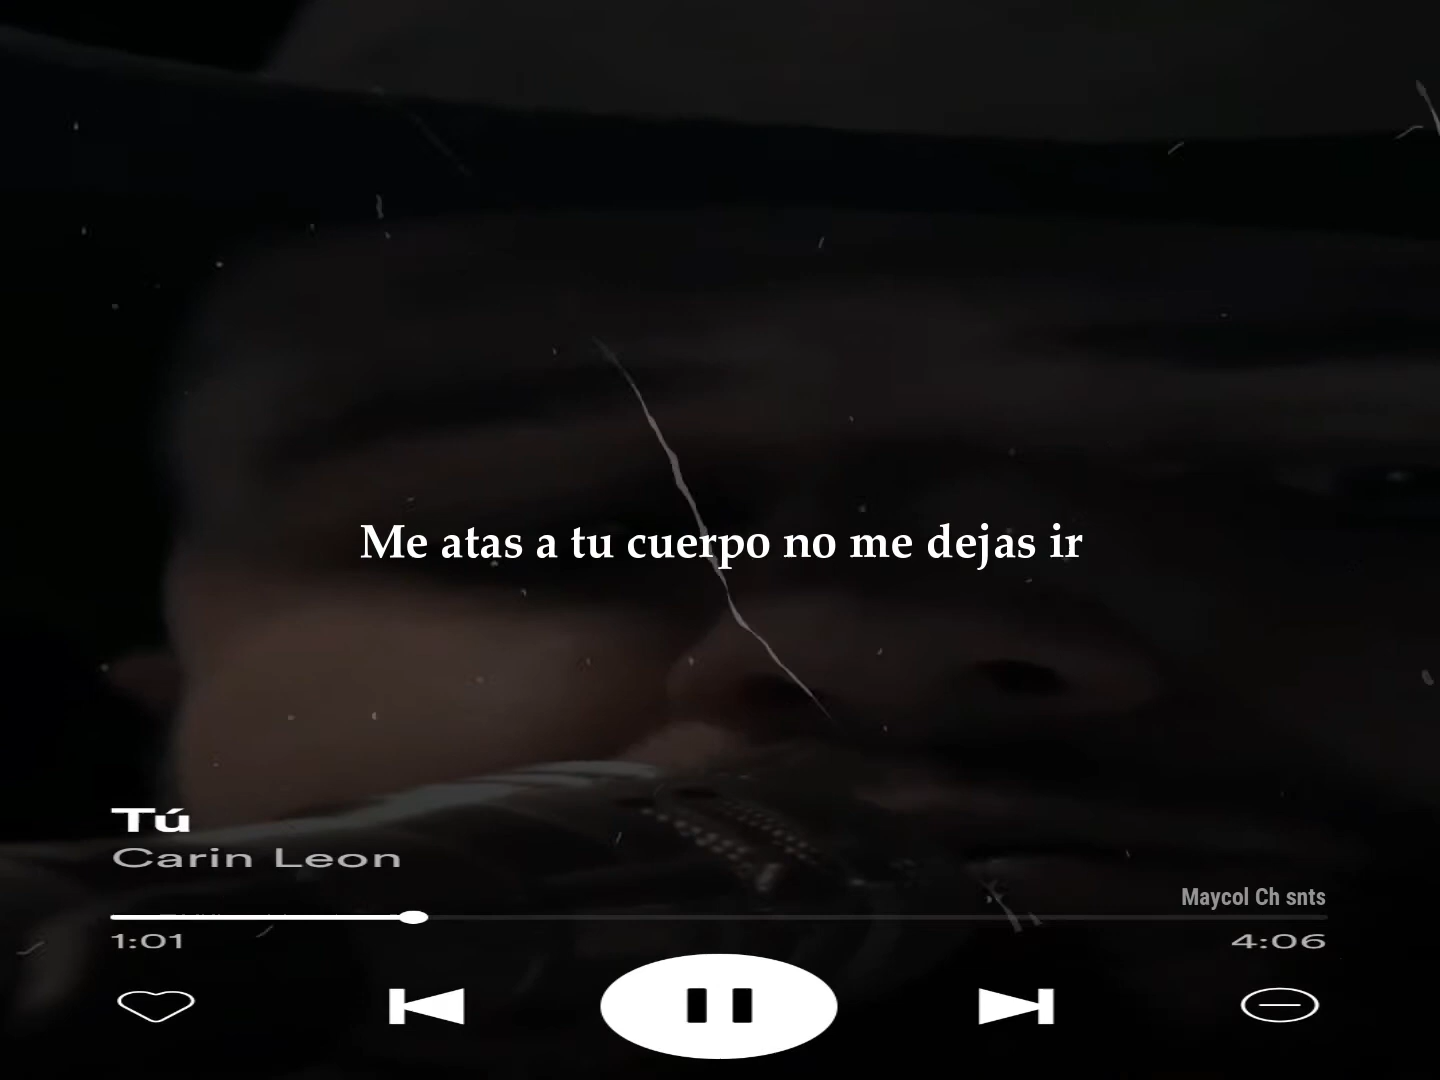 Me atas a tu cuerpo no me dejas ir
Tú
Carin Leon
Maycol Ch snts
1:01
4:06